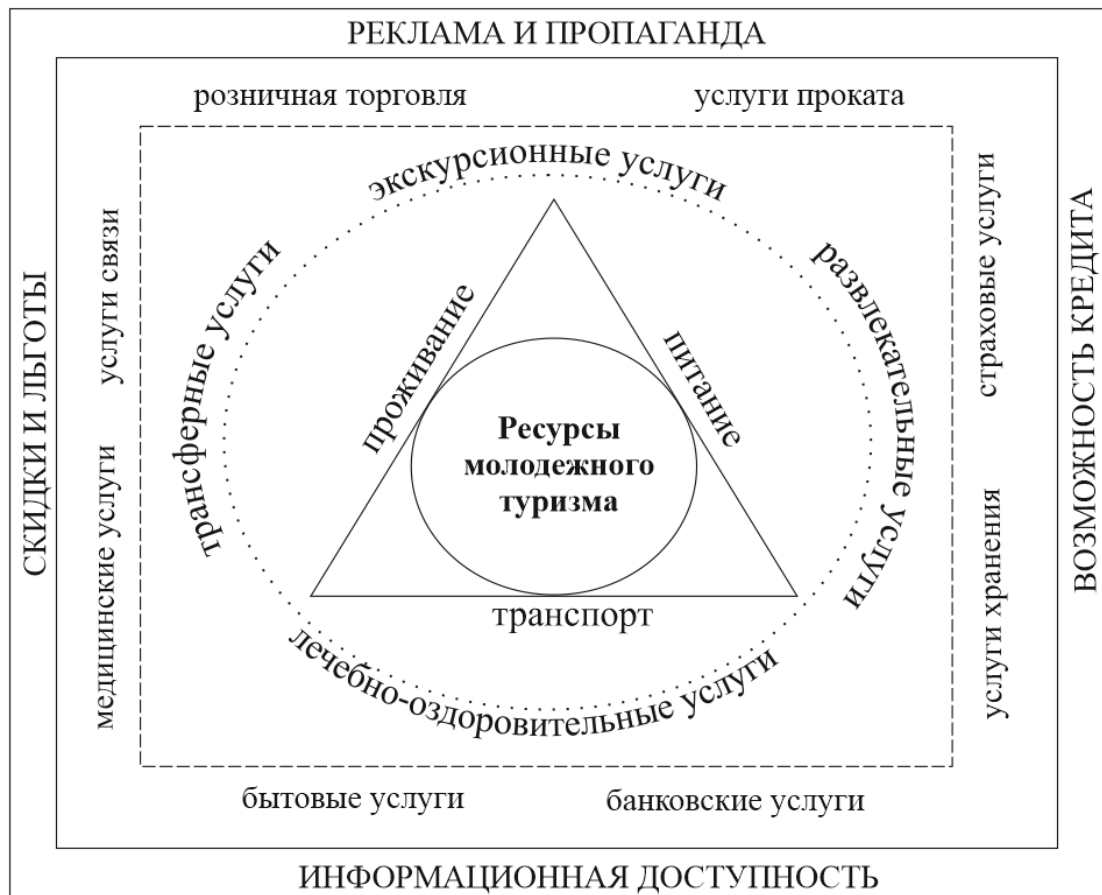 РЕКЛАМА И ПРОПАГАНДА
розничная торговля
услуги проката
экскурсионные услуги
СКИДКИ И ЛЬГОТЫ
услуги связи
медицинские услуги
трансферные услуги
проживание
Ресурсы
молодежного
туризма
питание
развлекательные услуги
страховые услуги
услуги хранения
ВОЗМОЖНОСТЬ КРЕДИТА
транспорт
лечебно-оздоровительные услуги
бытовые услуги
банковские услуги
ИНФОРМАЦИОННАЯ ДОСТУПНОСТЬ